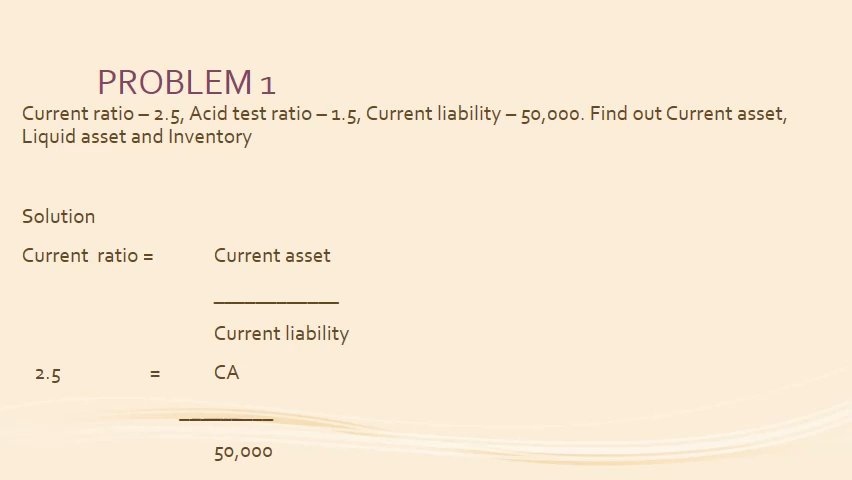 PROBLEM 1
Current ratio – 2.5, Acid test ratio – 1.5, Current liability – 50,000. Find out Current asset,
Liquid asset and Inventory
Solution
Current ratio = Current asset
____________
Current liability
2.5 = CA
_________
50,000